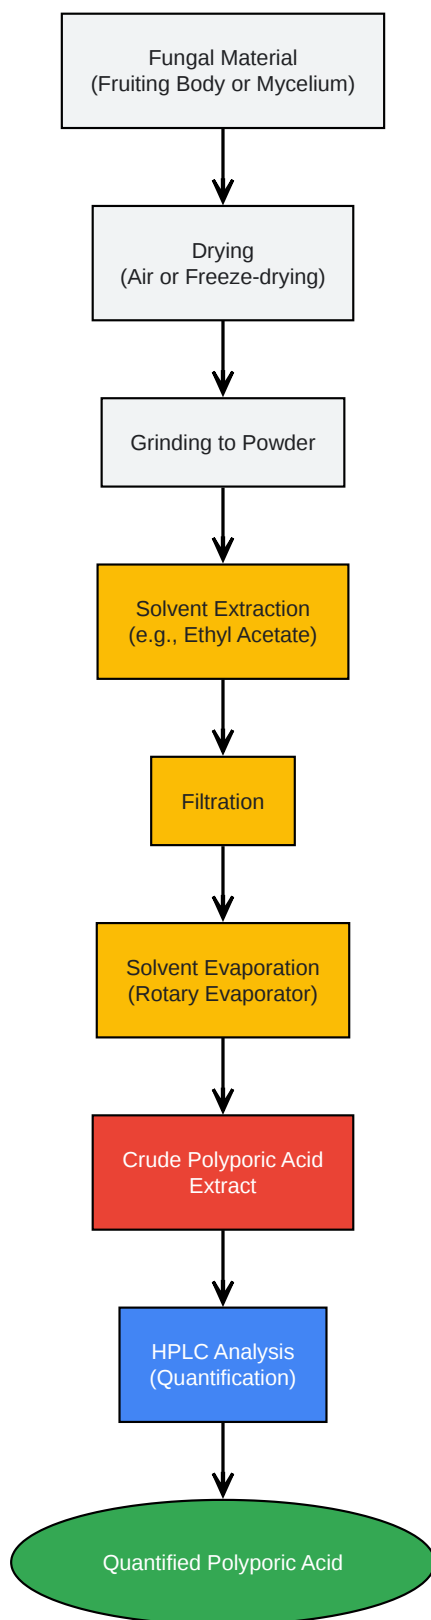 Fungal Material
(Fruiting Body or Mycelium)
Drying
(Air or Freeze-drying)
Grinding to Powder
Solvent Extraction
(e.g., Ethyl Acetate)
Filtration
Solvent Evaporation
(Rotary Evaporator)
Crude Polyporic Acid
Extract
HPLC Analysis
(Quantification)
Quantified Polyporic Acid